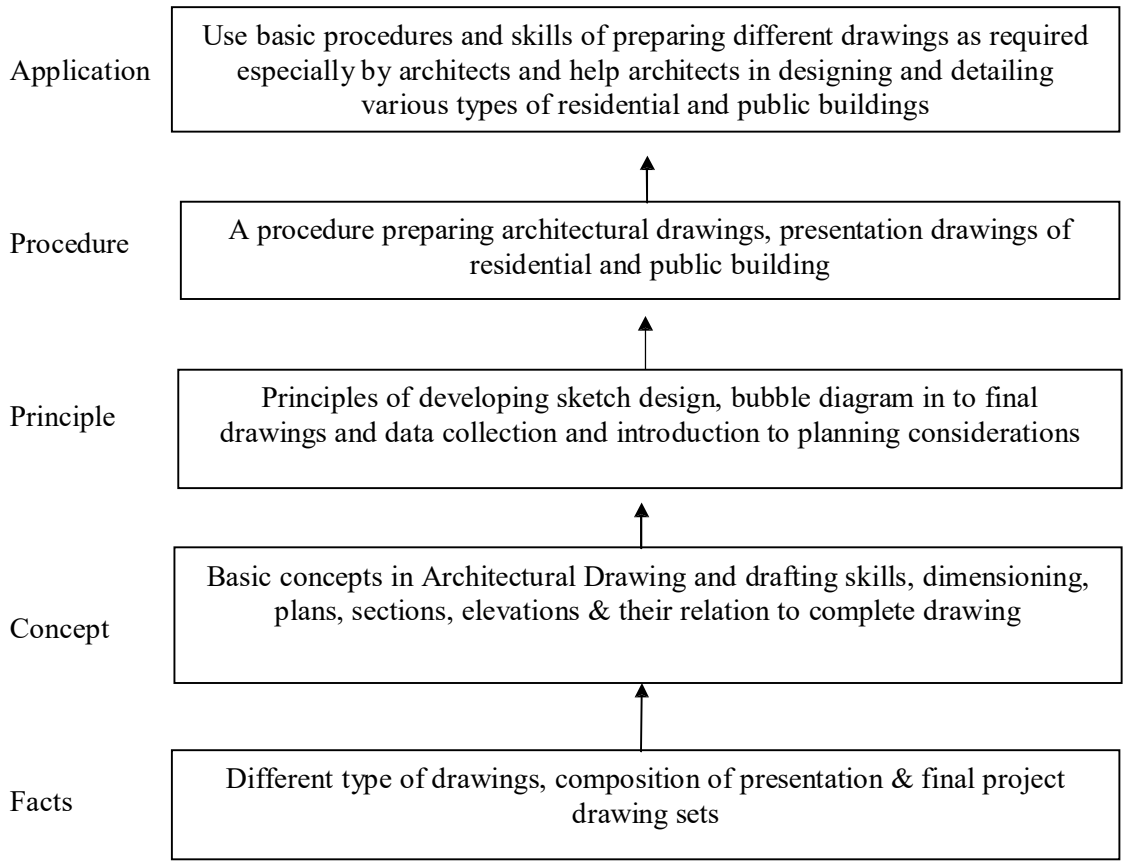 Application
Use basic procedures and skills of preparing different drawings as required
especially by architects and help architects in designing and detailing
various types of residential and public buildings
Procedure
A procedure preparing architectural drawings, presentation drawings of
residential and public building
Principle
Principles of developing sketch design, bubble diagram in to final
drawings and data collection and introduction to planning considerations
Concept
Basic concepts in Architectural Drawing and drafting skills, dimensioning,
plans, sections, elevations & their relation to complete drawing
Facts
Different type of drawings, composition of presentation & final project
drawing sets